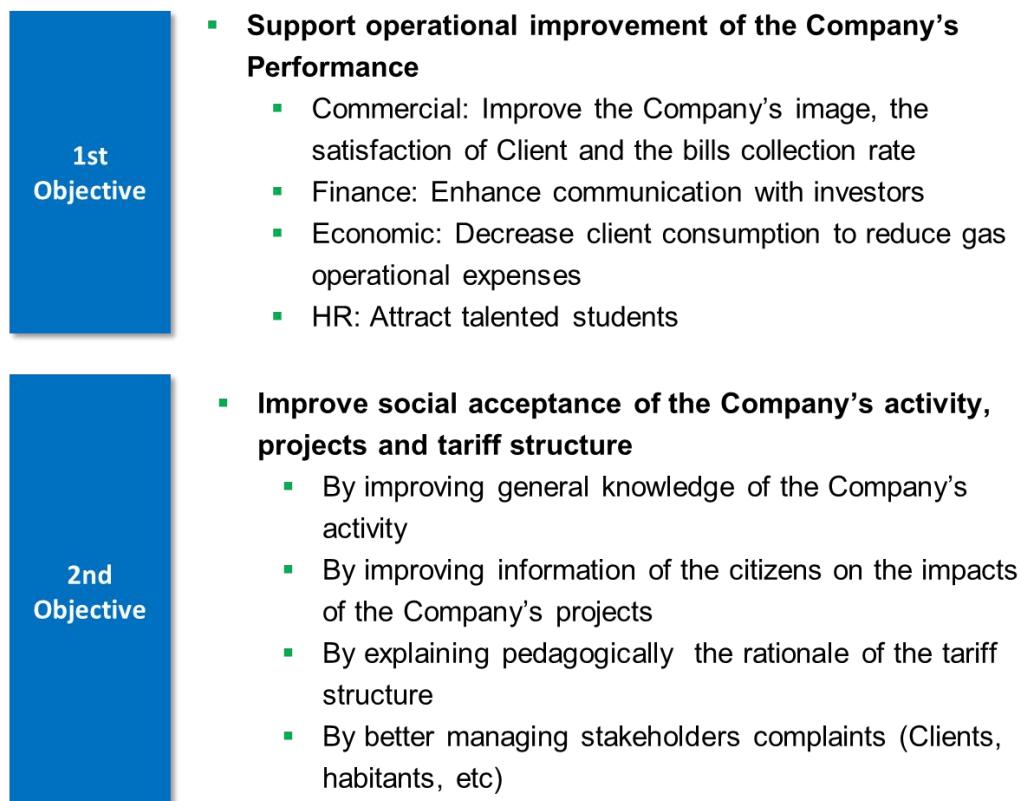 1st
Objective
Support operational improvement of the Company's
Performance
Commercial: Improve the Company's image, the
satisfaction of Client and the bills collection rate
Finance: Enhance communication with investors
Economic: Decrease client consumption to reduce gas
operational expenses
HR: Attract talented students
2nd
Objective
Improve social acceptance of the Company's activity,
projects and tariff structure
By improving general knowledge of the Company's
activity
By improving information of the citizens on the impacts
of the Company's projects
By explaining pedagogically the rationale of the tariff
structure
By better managing stakeholders complaints (Clients,
habitants, etc)